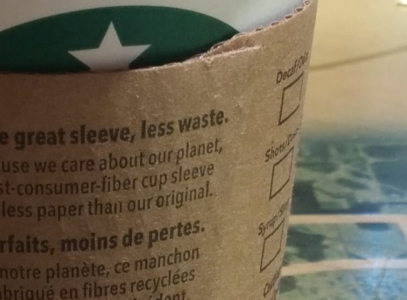 e great sleeve, less waste.
use we care about our planet,
st-consumer-fiber cup sleeve
less paper than our original.
rfaits, moins de pertes.
notre planète, ce manchon
abriqué en fibres recyclées
Decaf
Shots
Syrup